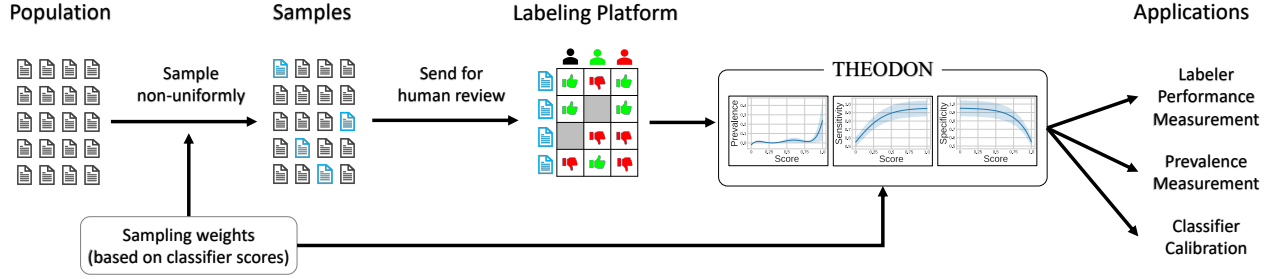 Population
Samples
Labeling Platform
Applications
Sample
non-uniformly
Send for
human review
THEODON
Prevalence
Score
Sensitivity
Score
Specificity
Score
Labeler
Performance
Measurement
Prevalence
Measurement
Classifier
Calibration
Sampling weights
(based on classifier scores)